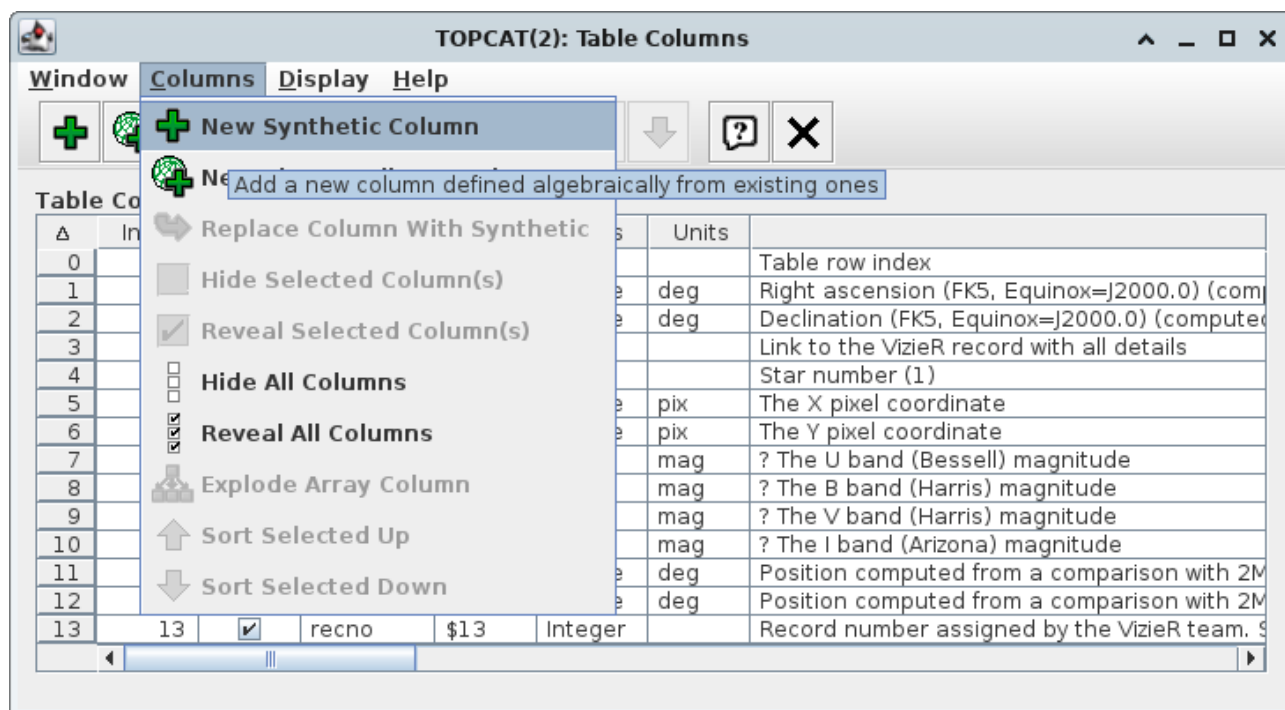 TOPCAT(2): Table Columns
Window Columns Display Help
New Synthetic Column
Add a new column defined algebraically from existing ones
Table Co
Replace Column With Synthetic
Δ In s Units
Hide Selected Column(s)
0 Table row index
1 e deg Right ascension (FK5, Equinox=J2000.0) (com
2 e deg Declination (FK5, Equinox=J2000.0) (compute
Reveal Selected Column(s)
3 Link to the VizieR record with all details
4 Star number (1)
Hide All Columns
5 e pix The X pixel coordinate
6 e pix The Y pixel coordinate
Reveal All Columns
7 mag ? The U band (Bessell) magnitude
8 mag ? The B band (Harris) magnitude
Explode Array Column
9 mag ? The V band (Harris) magnitude
10 mag ? The I band (Arizona) magnitude
Sort Selected Up
11 e deg Position computed from a comparison with 2M
12 e deg Position computed from a comparison with 2M
Sort Selected Down
13 13 recno $13 Integer Record number assigned by the VizieR team. S